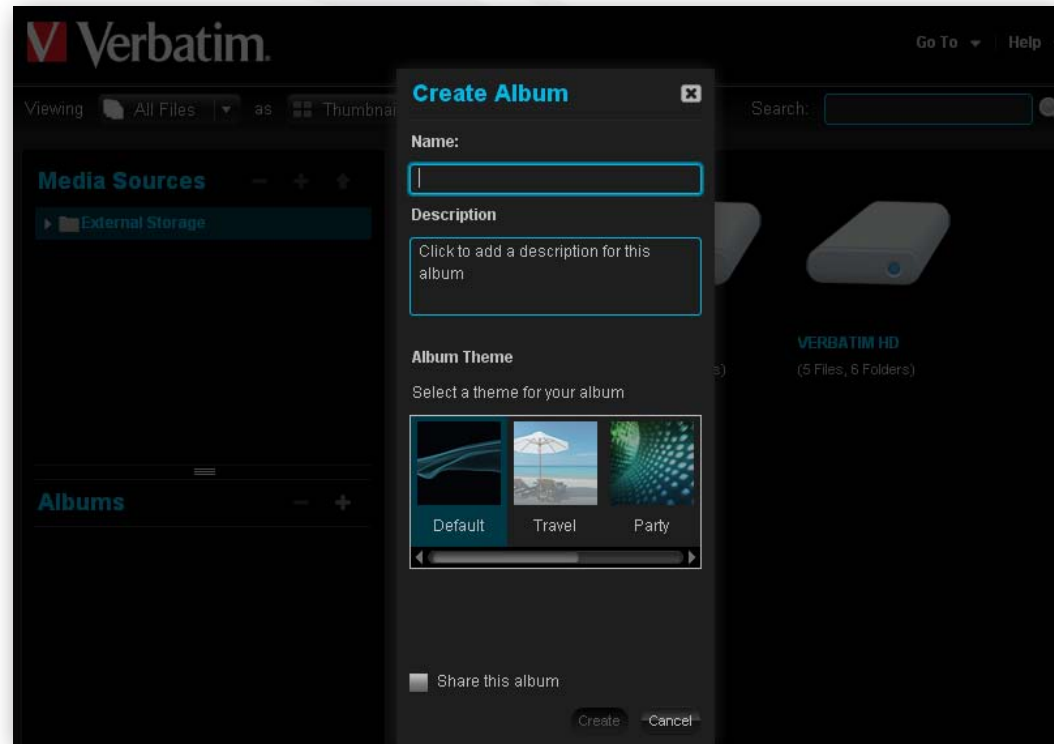 Verbatim.
Go To Help
Viewing All Files as Thumbnai
Search:
Media Sources
External Storage
Albums
Create Album
Name:
Description
Click to add a description for this
album
Album Theme
Select a theme for your album
Default Travel Party
Share this album
Create Cancel
VERBATIM HD
s) (5 Files, 6 Folders)